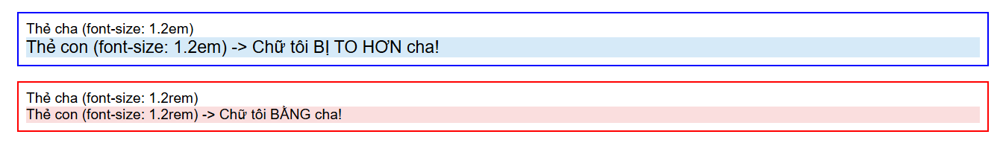 Thẻ cha (font-size: 1.2em)
Thẻ con (font-size: 1.2em) -> Chữ tôi BỊ TO HƠN cha!
Thẻ cha (font-size: 1.2rem)
Thẻ con (font-size: 1.2rem) -> Chữ tôi BẰNG cha!